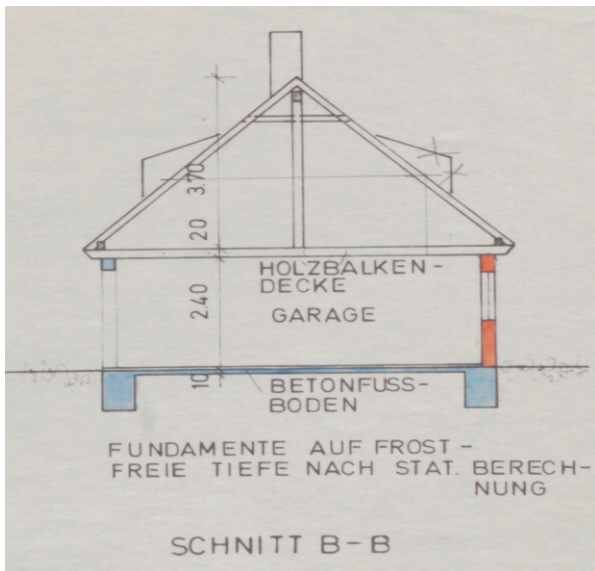 3.70
20
HOLZBALKEN-
DECKE
2.40
GARAGE
10
BETONFUSS-
BODEN
FUNDAMENTE AUF FROST-
FREIE TIEFE NACH STAT. BERECH-
NUNG
SCHNITT B-B